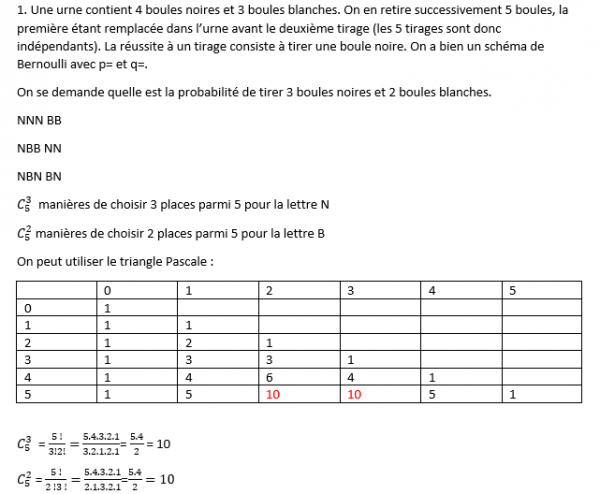 1. Une urne contient 4 boules noires et 3 boules blanches. On en retire successivement 5 boules, la
première étant remplacée dans l'urne avant le deuxième tirage (les 5 tirages sont donc
indépendants). La réussite à un tirage consiste à tirer une boule noire. On a bien un schéma de
Bernoulli avec p= et q=.
On se demande quelle est la probabilité de tirer 3 boules noires et 2 boules blanches.
NNN BB
NBB NN
NBN BN
C_5^3 manières de choisir 3 places parmi 5 pour la lettre N
C_5^2 manières de choisir 2 places parmi 5 pour la lettre B
On peut utiliser le triangle Pascale :
0 1 2 3 4 5
0 1
1 1 1
2 1 2 1
3 1 3 3 1
4 1 4 6 4 1
5 1 5 10 10 5 1
C_5^3 = 5 !/3!2! = 5.4.3.2.1/3.2.1.2.1 = 5.4/2 = 10
C_5^2 = 5 !/2 !3 ! = 5.4.3.2.1/2.1.3.2.1 = 5.4/2 = 10